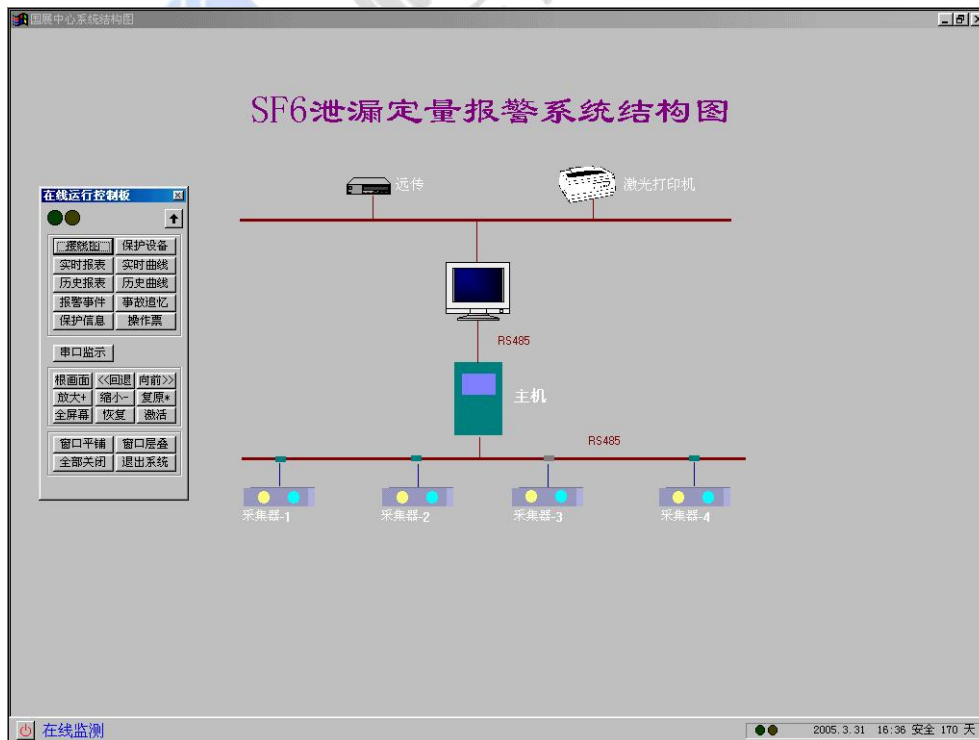 国展中心系统结构图
SF6泄漏定量报警系统结构图
远传
激光打印机
在线运行控制板
接线图 保护设备
实时报表 实时曲线
历史报表 历史曲线
报警事件 事故追忆
保护信息 操作票
串口监示
根画面 <<回退 向前>>
放大+ 缩小- 复原*
全屏幕 恢复 激活
窗口平铺 窗口层叠
全部关闭 退出系统
RS485
主机
RS485
采集器-1 采集器-2 采集器-3 采集器-4
在线监测
2005.3.31 16:36 安全 170 天